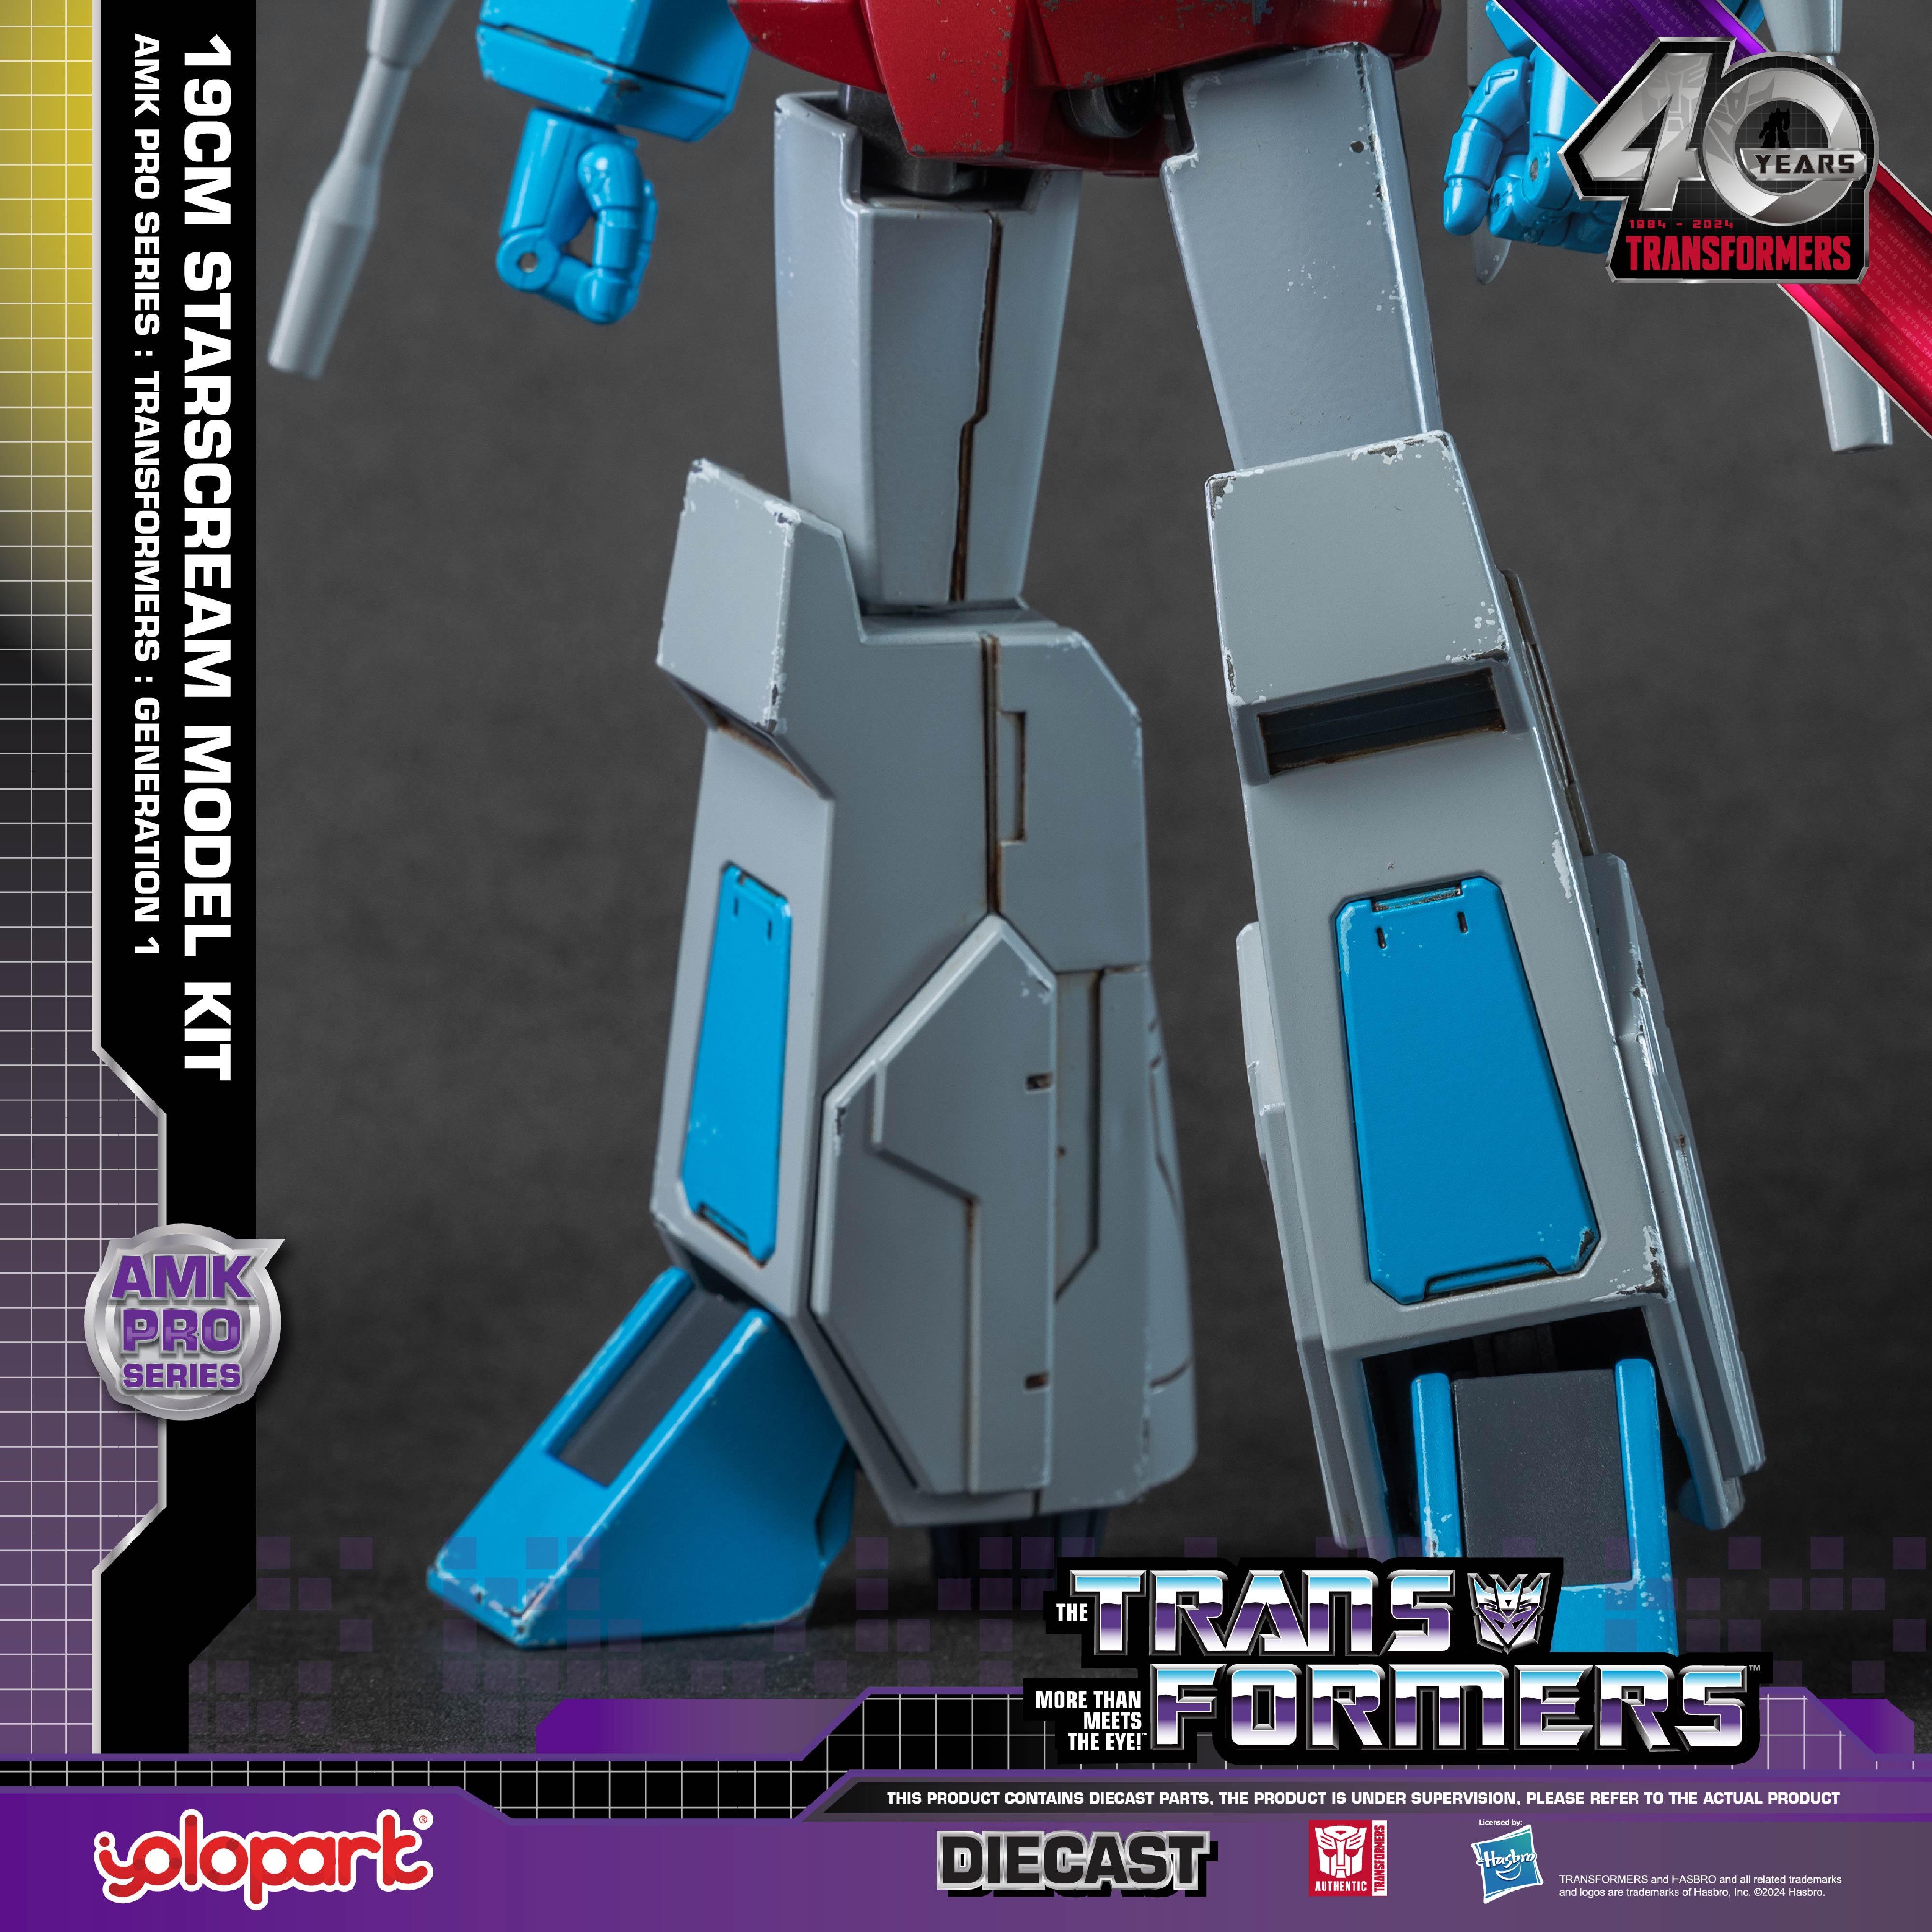 19CM STARSCREAM MODEL KIT
AMK PRO SERIES : TRANSFORMERS : GENERATION 1
40
YEARS
1984 - 2024
TRANSFORMERS
AMK
PRO
SERIES
THE TRANS
FORMERS™
MORE THAN
MEETS
THE EYE!™
THIS PRODUCT CONTAINS DIECAST PARTS, THE PRODUCT IS UNDER SUPERVISION, PLEASE REFER TO THE ACTUAL PRODUCT
yolopart®
DIECAST
AUTHENTIC
TRANSFORMERS
Licensed by:
Hasbro
TRANSFORMERS and HASBRO and all related trademarks
and logos are trademarks of Hasbro, Inc. ©2024 Hasbro.